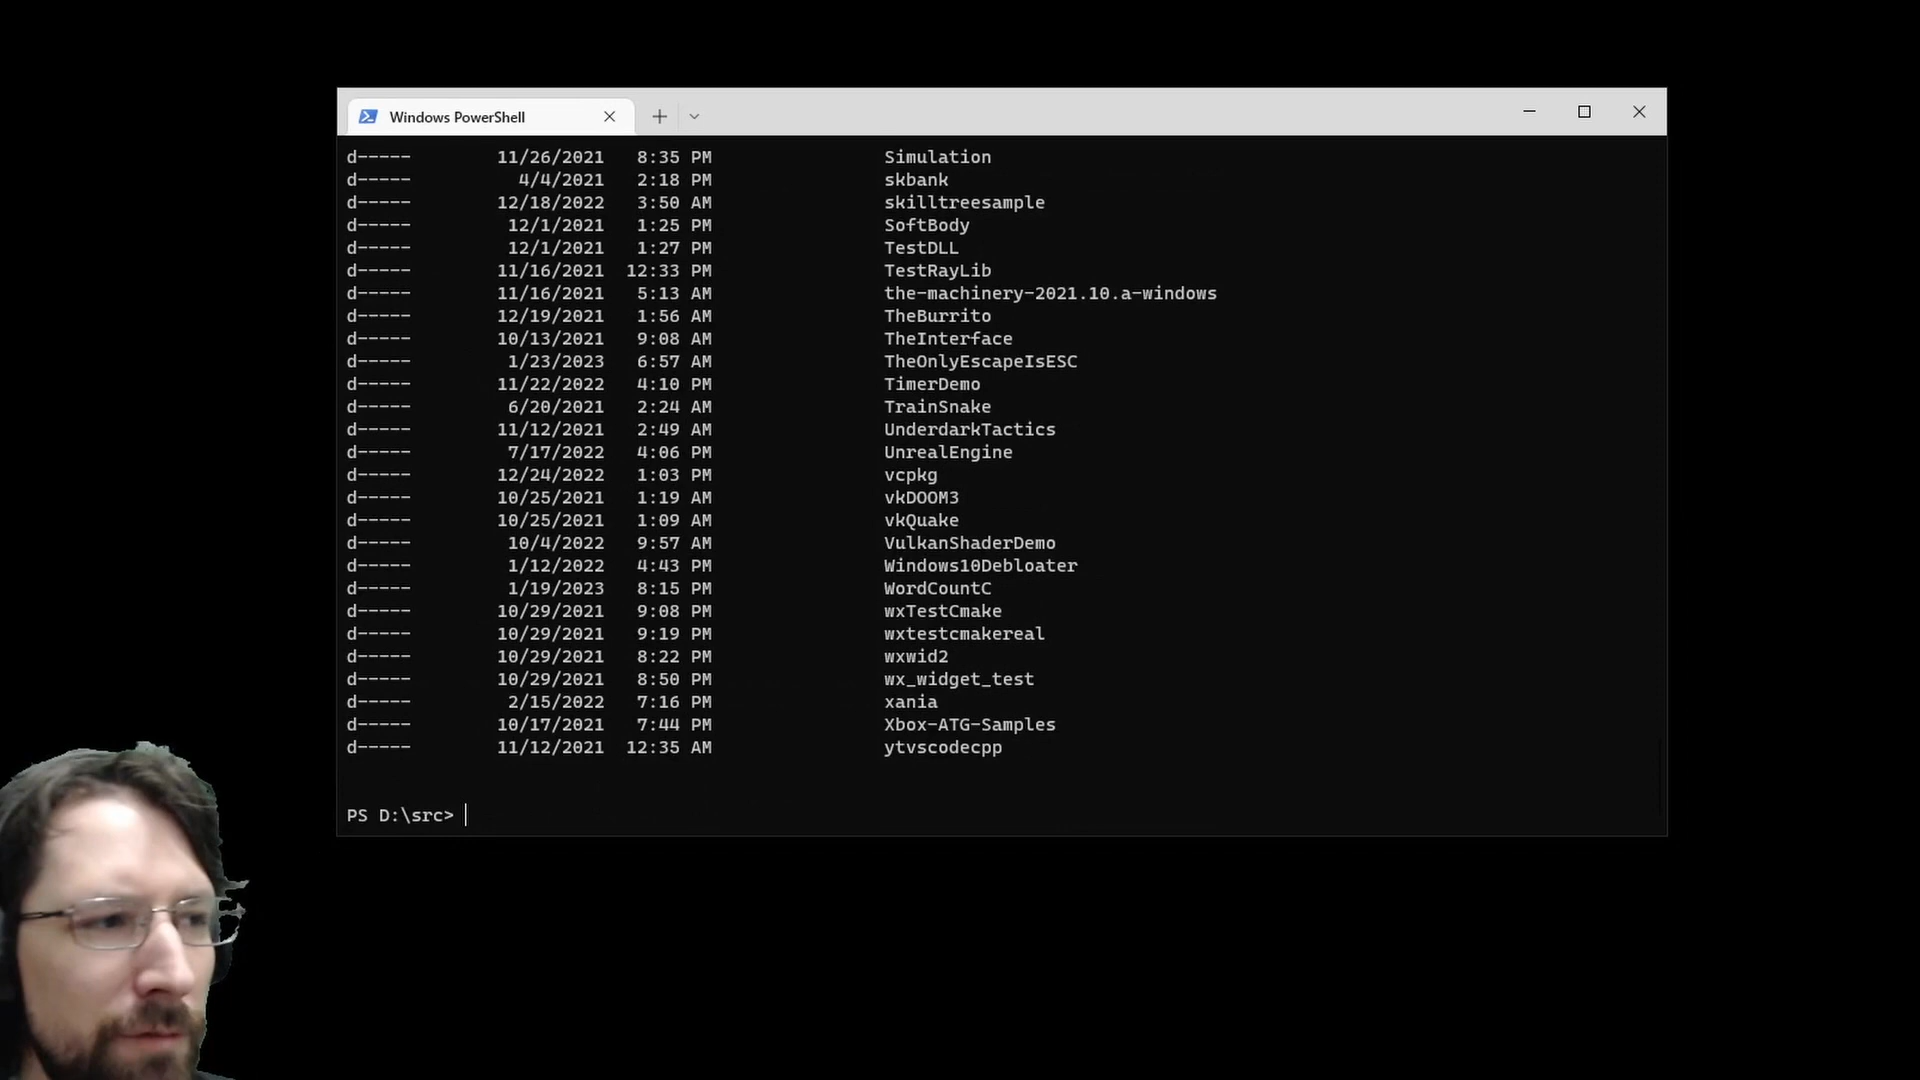 Windows PowerShell
d----- 11/26/2021 8:35 PM Simulation
d----- 4/4/2021 2:18 PM skbank
d----- 12/18/2022 3:50 AM skilltreesample
d----- 12/1/2021 1:25 PM SoftBody
d----- 12/1/2021 1:27 PM TestDLL
d----- 11/16/2021 12:33 PM TestRayLib
d----- 11/16/2021 5:13 AM the-machinery-2021.10.a-windows
d----- 12/19/2021 1:56 AM TheBurrito
d----- 10/13/2021 9:08 AM TheInterface
d----- 1/23/2023 6:57 AM TheOnlyEscapeIsESC
d----- 11/22/2022 4:10 PM TimerDemo
d----- 6/20/2021 2:24 AM TrainSnake
d----- 11/12/2021 2:49 AM UnderdarkTactics
d----- 7/17/2022 4:06 PM UnrealEngine
d----- 12/24/2022 1:03 PM vcpkg
d----- 10/25/2021 1:19 AM vkDOOM3
d----- 10/25/2021 1:09 AM vkQuake
d----- 10/4/2022 9:57 AM VulkanShaderDemo
d----- 1/12/2022 4:43 PM Windows10Debloater
d----- 1/19/2023 8:15 PM WordCountC
d----- 10/29/2021 9:08 PM wxTestCmake
d----- 10/29/2021 9:19 PM wxtestcmakereal
d----- 10/29/2021 8:22 PM wxwid2
d----- 10/29/2021 8:50 PM wx_widget_test
d----- 2/15/2022 7:16 PM xania
d----- 10/17/2021 7:44 PM Xbox-ATG-Samples
d----- 11/12/2021 12:35 AM ytvscodecpp
PS D:\src>